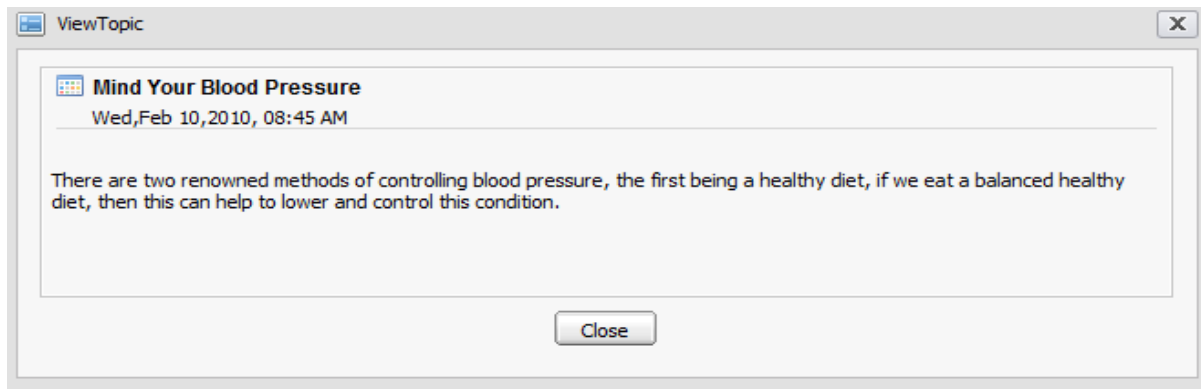 ViewTopic
Mind Your Blood Pressure
Wed,Feb 10,2010, 08:45 AM
There are two renowned methods of controlling blood pressure, the first being a healthy diet, if we eat a balanced healthy
diet, then this can help to lower and control this condition.
Close